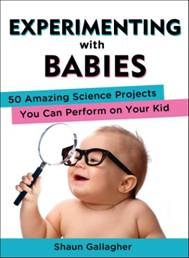 EXPERIMENTING
with
BABIES
50 Amazing Science Projects
You Can Perform on Your Kid
Shaun Gallagher